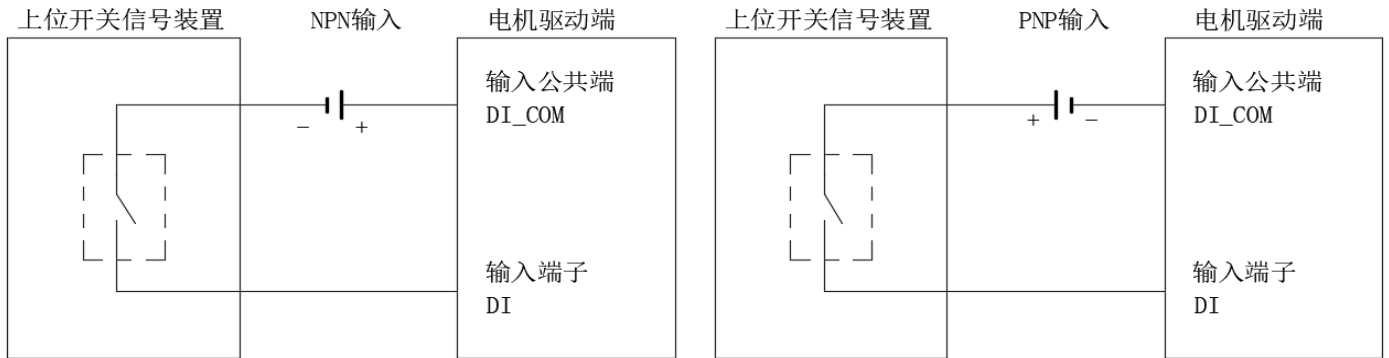 上位开关信号装置
NPN输入
电机驱动端
输入公共端
DI_COM
- +
输入端子
DI
上位开关信号装置
PNP输入
电机驱动端
输入公共端
DI_COM
+ -
输入端子
DI